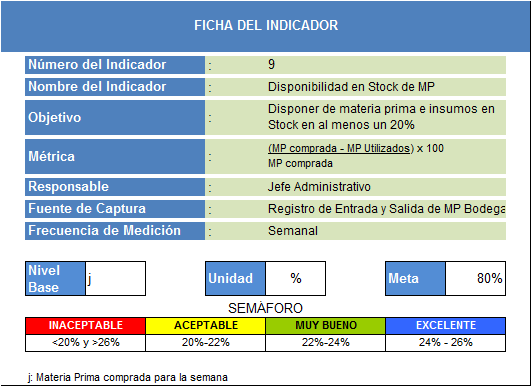 FICHA DEL INDICADOR
Número del Indicador : 9
Nombre del Indicador : Disponibilidad en Stock de MP
Objetivo : Disponer de materia prima e insumos en
Stock en al menos un 20%
Métrica : (MP comprada - MP Utilizados) x 100
MP comprada
Responsable : Jefe Administrativo
Fuente de Captura : Registro de Entrada y Salida de MP Bodega
Frecuencia de Medición : Semanal
Nivel Base j Unidad % Meta 80%
SEMÁFORO
INACEPTABLE ACEPTABLE MUY BUENO EXCELENTE
<20% y >26% 20%-22% 22%-24% 24% - 26%
j: Materia Prima comprada para la semana